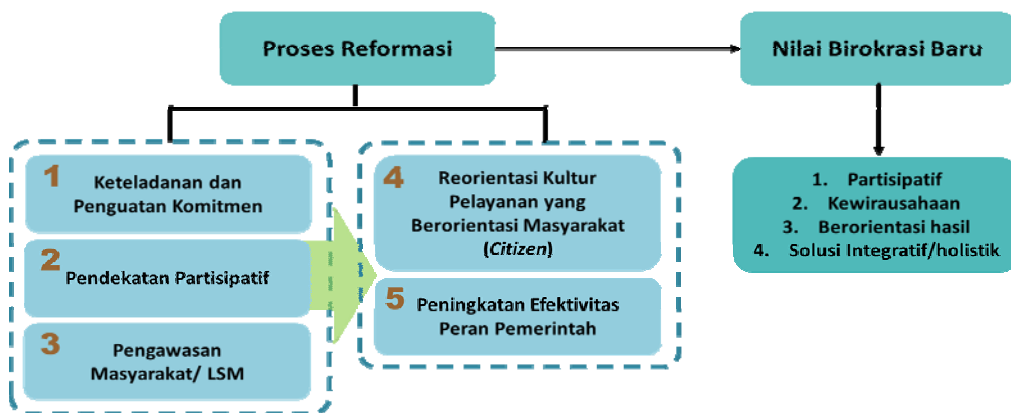 Proses Reformasi
Nilai Birokrasi Baru
1
Keteladanan dan
Penguatan Komitmen
2
Pendekatan Partisipatif
3
Pengawasan
Masyarakat/ LSM
4
Reorientasi Kultur
Pelayanan yang
Berorientasi Masyarakat
(Citizen)
5
Peningkatan Efektivitas
Peran Pemerintah
1. Partisipatif
2. Kewirausahaan
3. Berorientasi hasil
4. Solusi Integratif/holistik